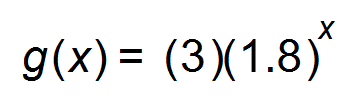 g(x) = (3)(1.8)^x